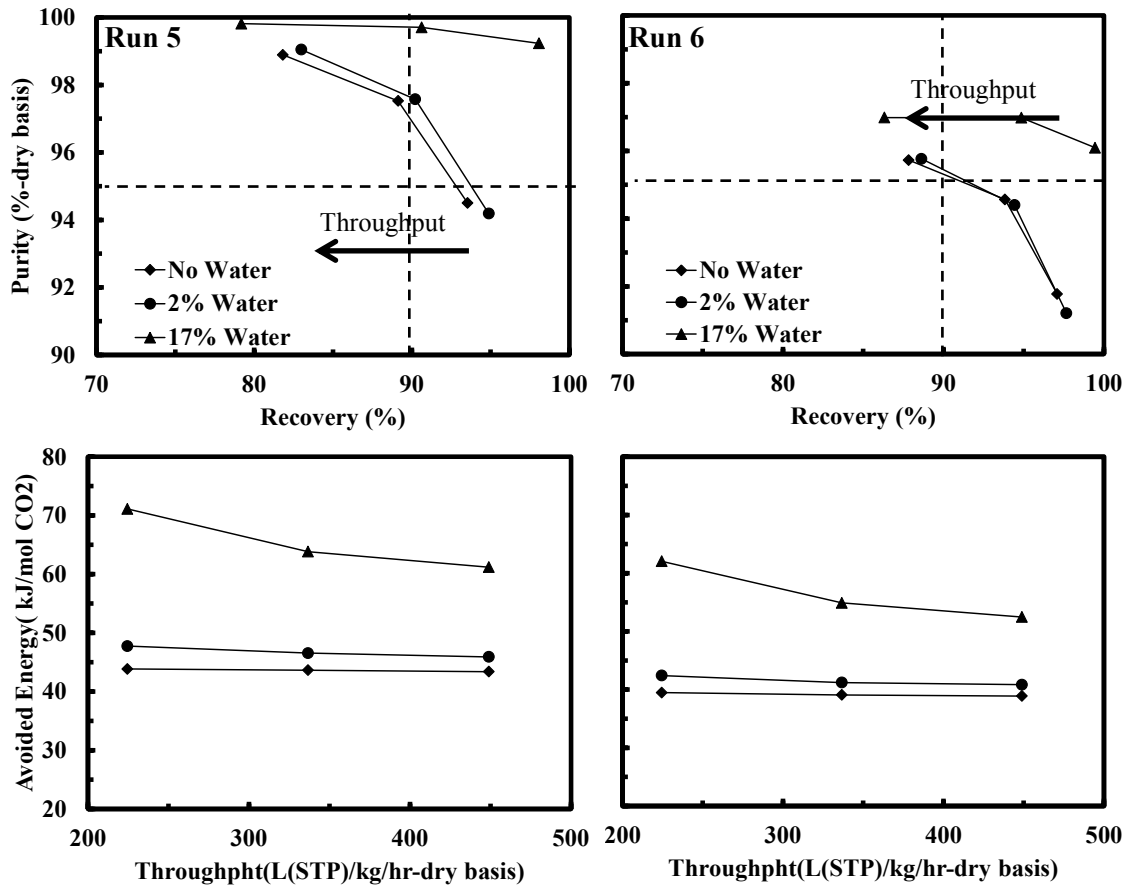 Run 5
Purity (%-dry basis)
100
98
96
94
92
90
Throughput
No Water
2% Water
17% Water
70
80
90
100
Recovery (%)
Run 6
Throughput
No Water
2% Water
17% Water
70
80
90
100
Recovery (%)
Avoided Energy( kJ/mol CO2)
80
70
60
50
40
30
20
200
300
400
500
Throughpht(L(STP)/kg/hr-dry basis)
200
300
400
500
Throughpht(L(STP)/kg/hr-dry basis)